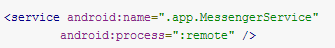 <service android:name=".app.MessengerService"
        android:process=":remote" />